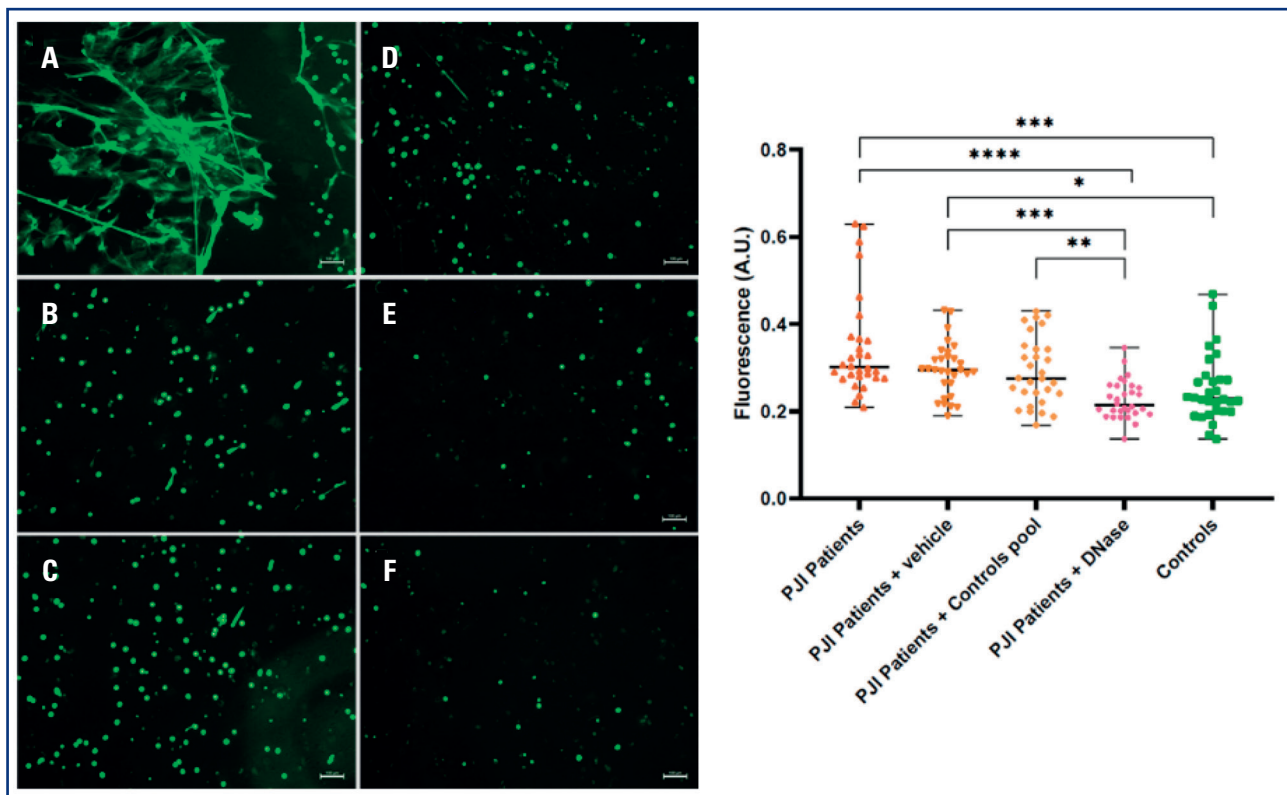 A
D
B
E
C
F
***
****
*
***
**
0.8
0.6
0.4
0.2
0.0
Fluorescence (A.U.)
PJI Patients
PJI Patients + vehicle
PJI Patients + Controls pool
PJI Patients + DNase
Controls